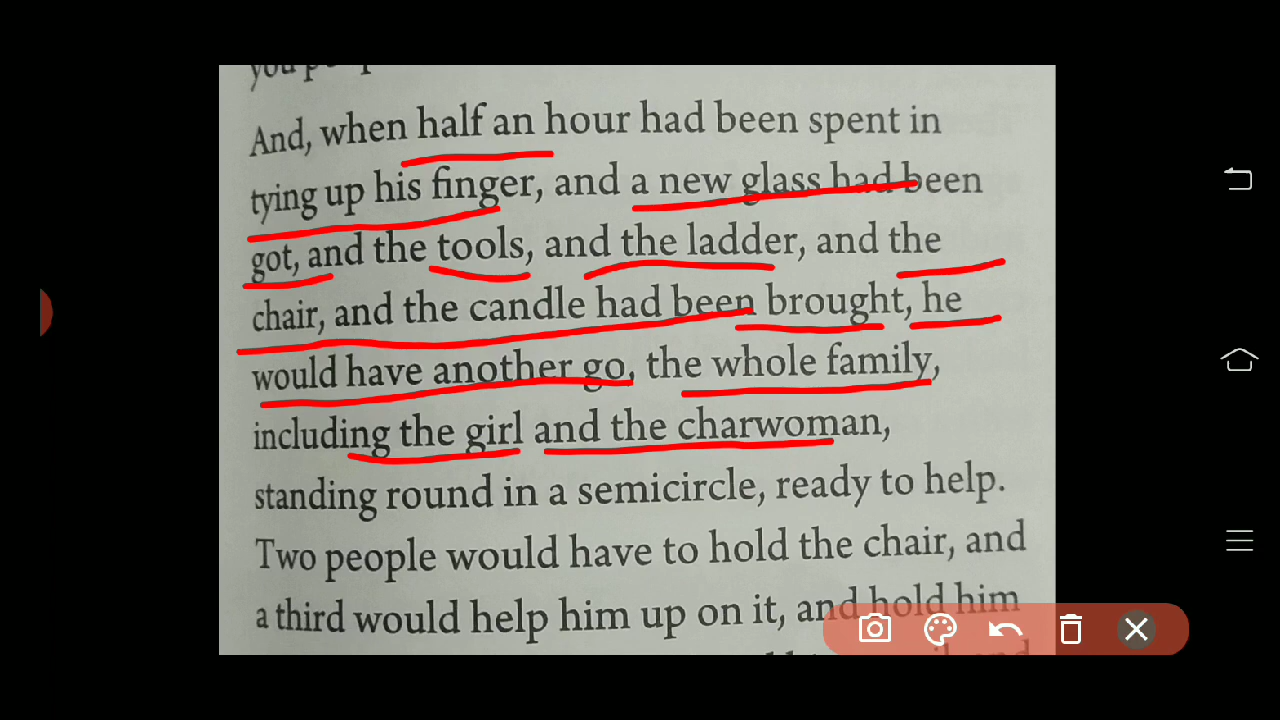 And, when half an hour had been spent in
tying up his finger, and a new glass had been
got, and the tools, and the ladder, and the
chair, and the candle had been brought, he
would have another go, the whole family,
including the girl and the charwoman,
standing round in a semicircle, ready to help.
Two people would have to hold the chair, and
a third would help him up on it, and hold him